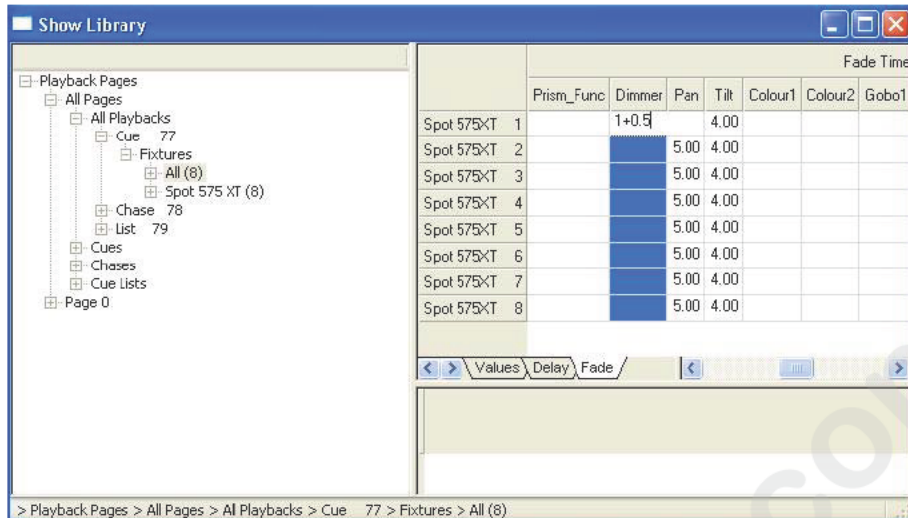 Show Library
Playback Pages
All Pages
All Playbacks
Cue 77
Fixtures
All (8)
Spot 575 XT (8)
Chase 78
List 79
Cues
Chases
Cue Lists
Page 0
Fade Time
Prism_Func Dimmer Pan Tilt Colour1 Colour2 Gobo1
Spot 575XT 1 1+0.5 4.00
Spot 575XT 2 5.00 4.00
Spot 575XT 3 5.00 4.00
Spot 575XT 4 5.00 4.00
Spot 575XT 5 5.00 4.00
Spot 575XT 6 5.00 4.00
Spot 575XT 7 5.00 4.00
Spot 575XT 8 5.00 4.00
Values Delay Fade
> Playback Pages > All Pages > All Playbacks > Cue 77 > Fixtures > All (8)